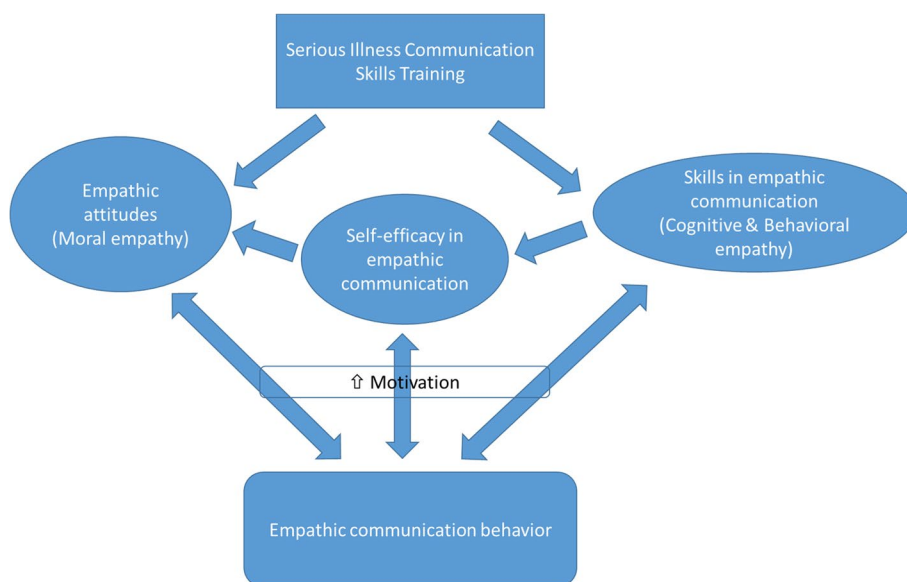 Serious Illness Communication
Skills Training
Empathic
attitudes
(Moral empathy)
Self-efficacy in
empathic
communication
Skills in empathic
communication
(Cognitive & Behavioral
empathy)
⇧ Motivation
Empathic communication behavior